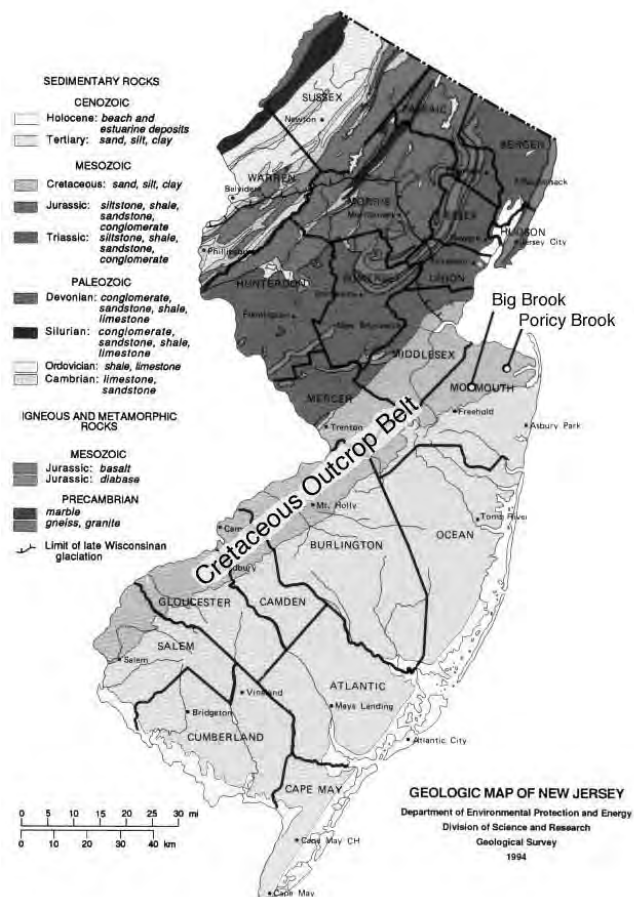 SEDIMENTARY ROCKS
CENOZOIC
Holocene: beach and
estuarine deposits
Tertiary: sand, silt, clay
MESOZOIC
Cretaceous: sand, silt, clay
Jurassic: siltstone, shale,
sandstone,
conglomerate
Triassic: siltstone, shale,
sandstone,
conglomerate
PALEOZOIC
Devonian: conglomerate,
sandstone, shale,
limestone
Silurian: conglomerate,
sandstone, shale,
limestone
Ordovician: shale, limestone
Cambrian: limestone,
sandstone
IGNEOUS AND METAMORPHIC
ROCKS
MESOZOIC
Jurassic: basalt
Jurassic: diabase
PRECAMBRIAN
marble
gneiss, granite
Limit of late Wisconsinan
glaciation
SUSSEX
Newton
PASSAIC
BERGEN
WARREN
Belvidere
MORRIS
ESSEX
HUDSON
Jersey City
HUNTERDON
SOMERSET
UNION
Flemington
New Brunswick
Big Brook
Poricy Brook
MIDDLESEX
MONMOUTH
MERCER
Freehold
Trenton
Asbury Park
Cretaceous Outcrop Belt
Mt. Holly
OCEAN
Toms River
BURLINGTON
GLOUCESTER
CAMDEN
SALEM
Salem
ATLANTIC
Vineland
Mays Landing
Bridgeton
CUMBERLAND
Atlantic City
CAPE MAY
Cape May CH
Cape May
0 5 10 15 20 25 30 mi
0 10 20 30 40 km
GEOLOGIC MAP OF NEW JERSEY
Department of Environmental Protection and Energy
Division of Science and Research
Geological Survey
1994